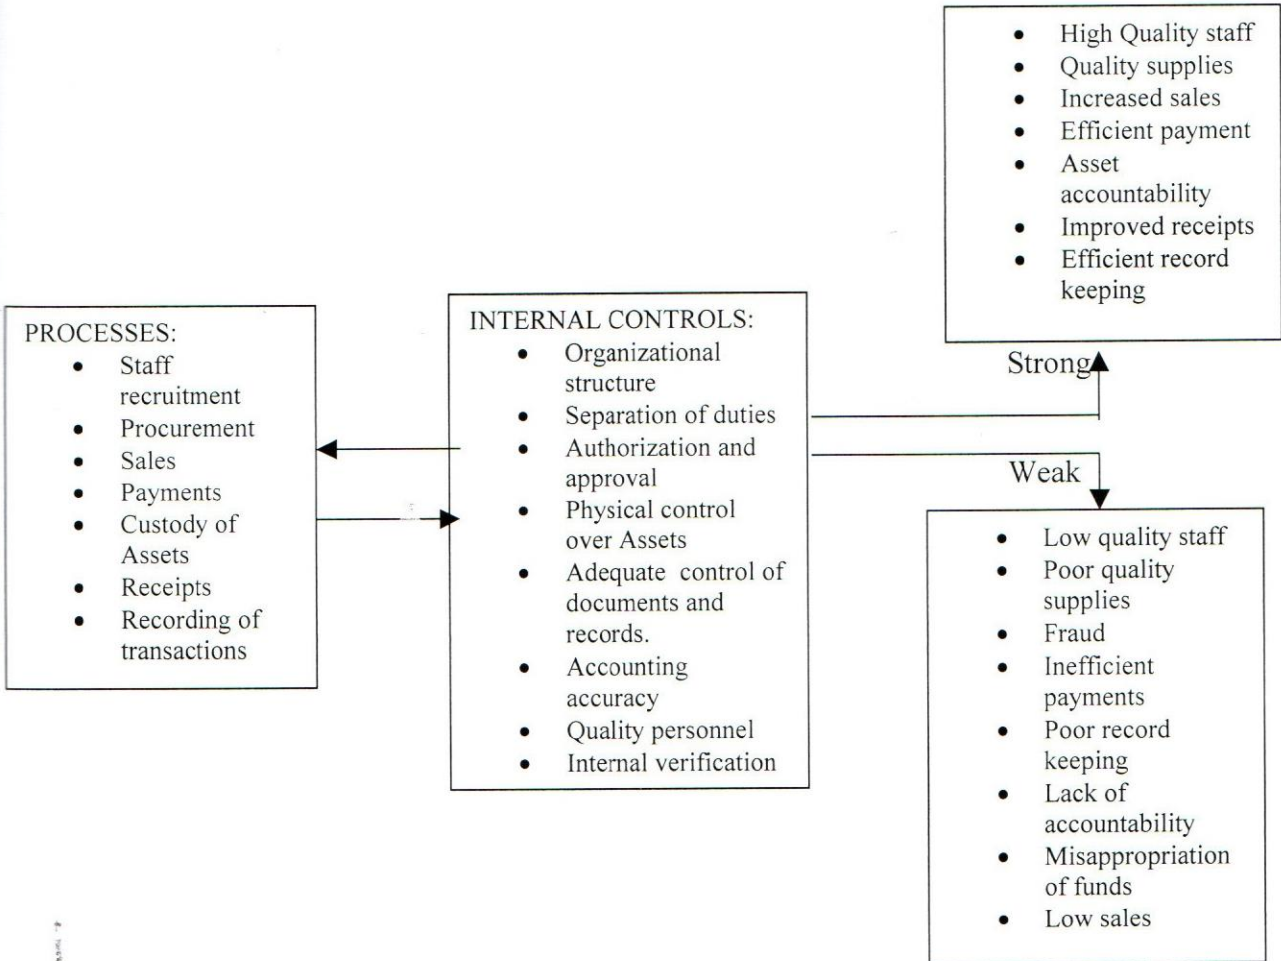 • High Quality staff
• Quality supplies
• Increased sales
• Efficient payment
• Asset
accountability
• Improved receipts
• Efficient record
keeping
PROCESSES:
• Staff
recruitment
• Procurement
• Sales
• Payments
• Custody of
Assets
• Receipts
• Recording of
transactions
INTERNAL CONTROLS:
• Organizational
structure
• Separation of duties
• Authorization and
approval
• Physical control
over Assets
• Adequate control of
documents and
records.
• Accounting
accuracy
• Quality personnel
• Internal verification
Strong
Weak
• Low quality staff
• Poor quality
supplies
• Fraud
• Inefficient
payments
• Poor record
keeping
• Lack of
accountability
• Misappropriation
of funds
• Low sales